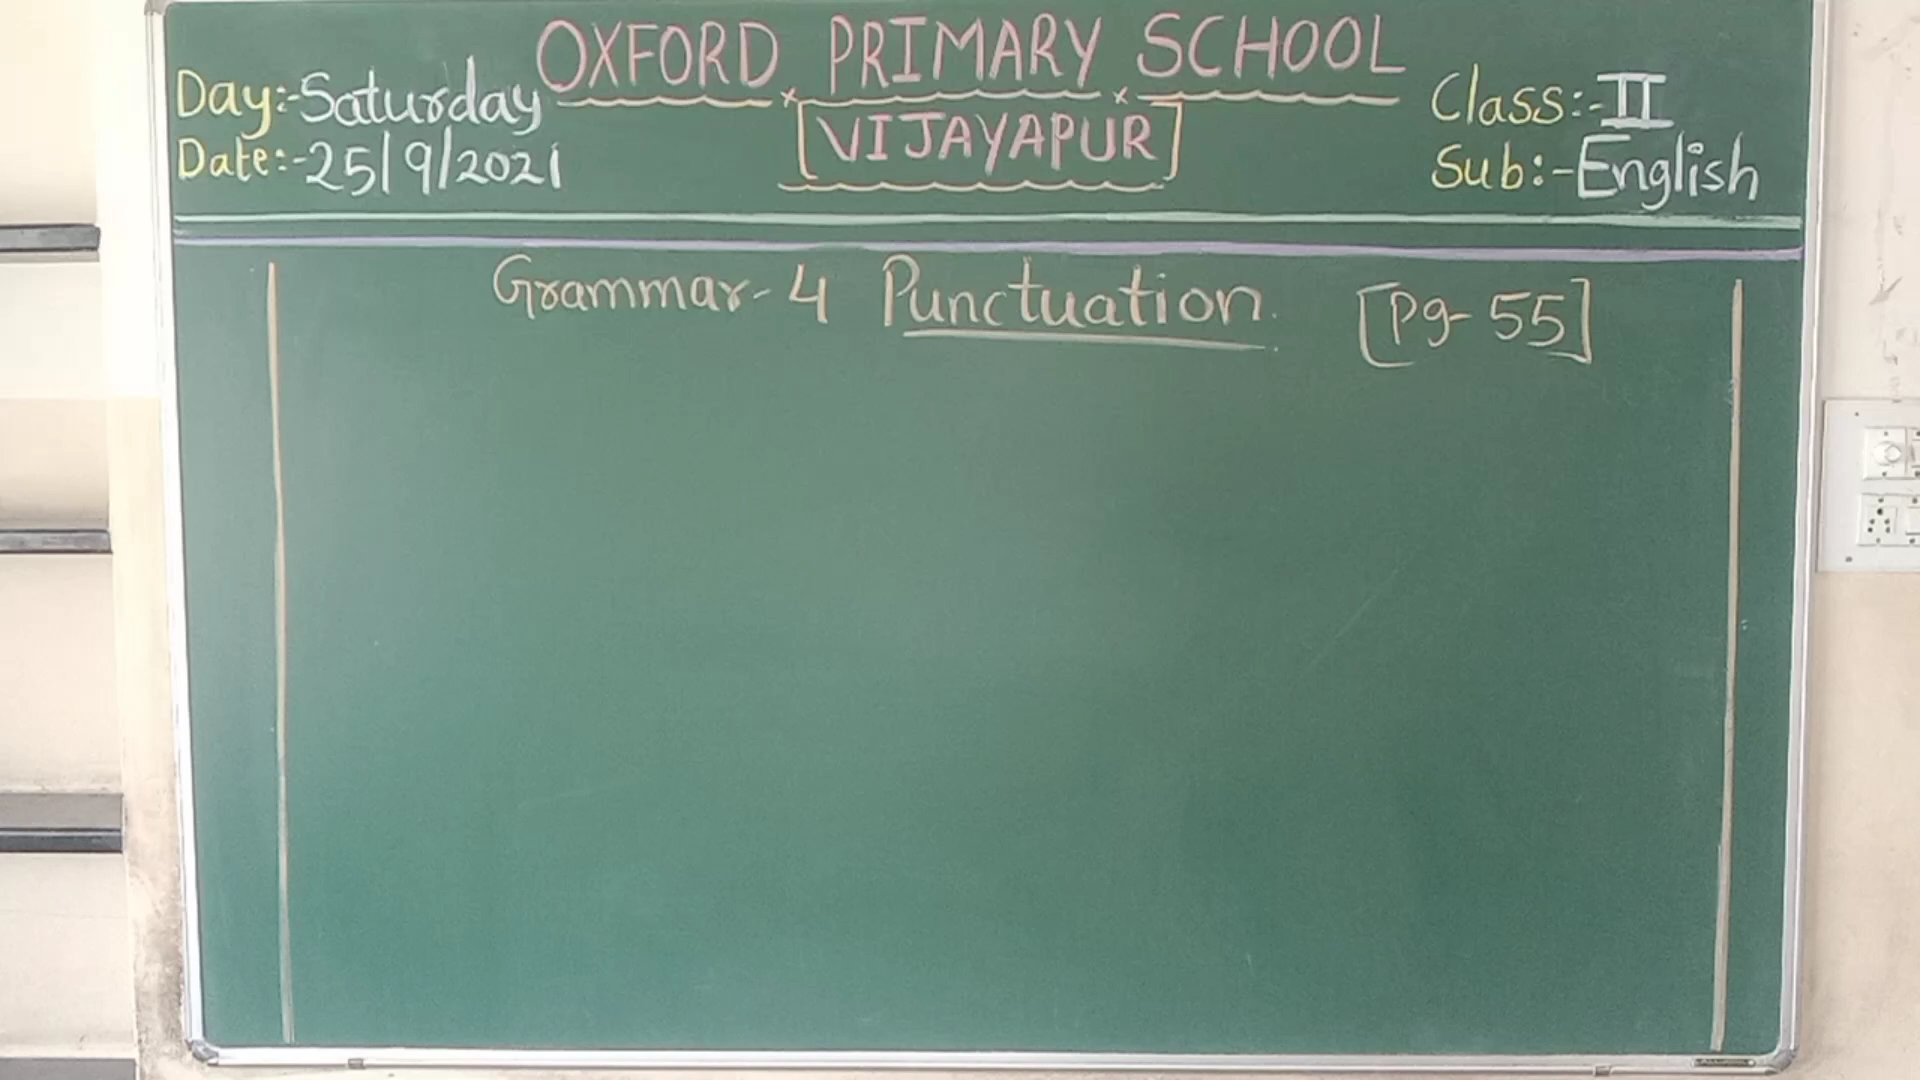 OXFORD PRIMARY SCHOOL
[VIJAYAPUR]
Day:-Saturday
Date:-25/9/2021
Class:-II
Sub:-English
Grammar-4 Punctuation. [Pg-55]